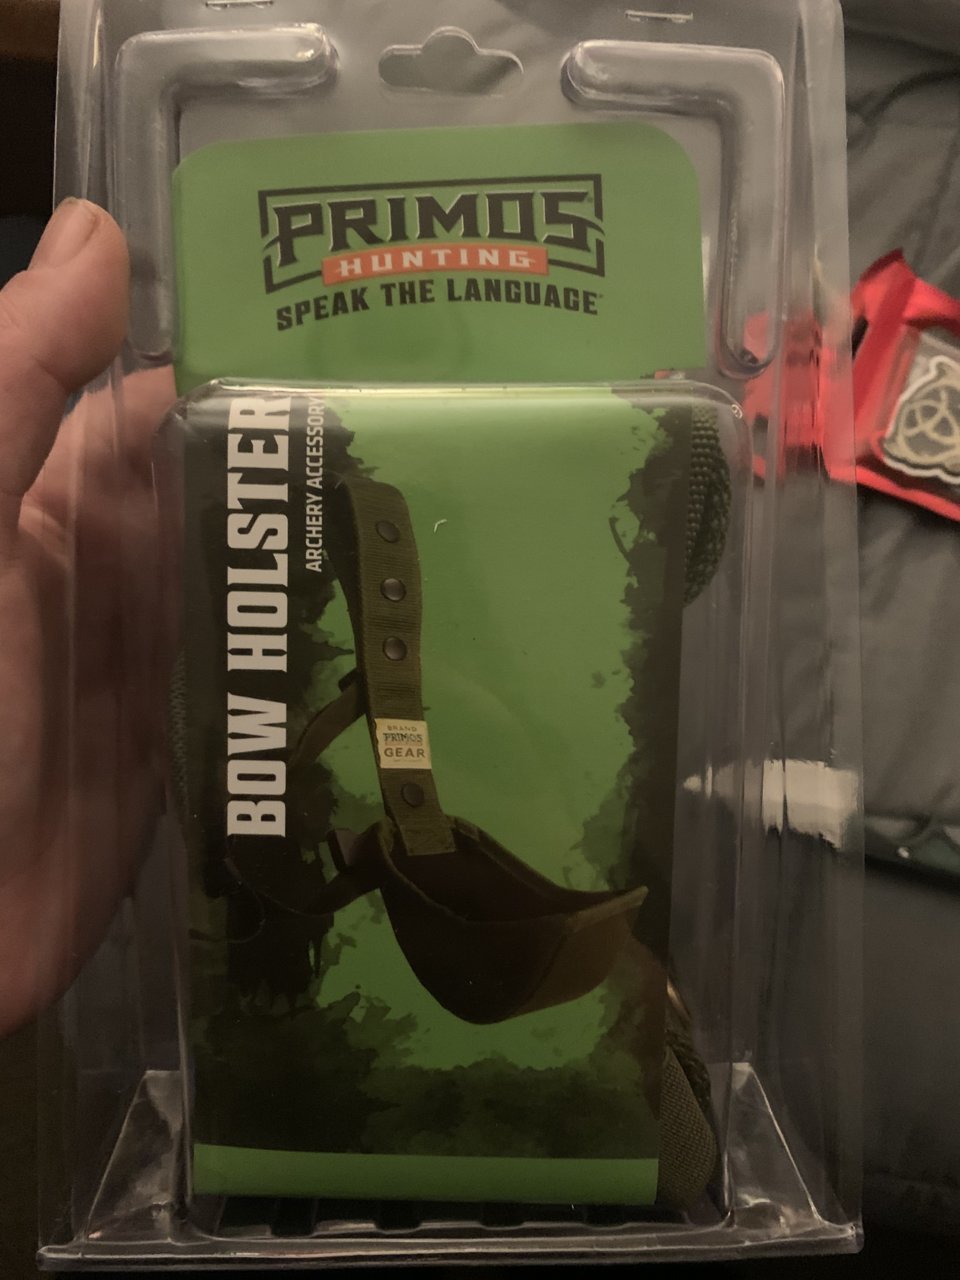 PRIMOS
HUNTING
SPEAK THE LANGUAGE
BOW HOLSTER
ARCHERY ACCESSORY
BRAND
PRIMOS
GEAR